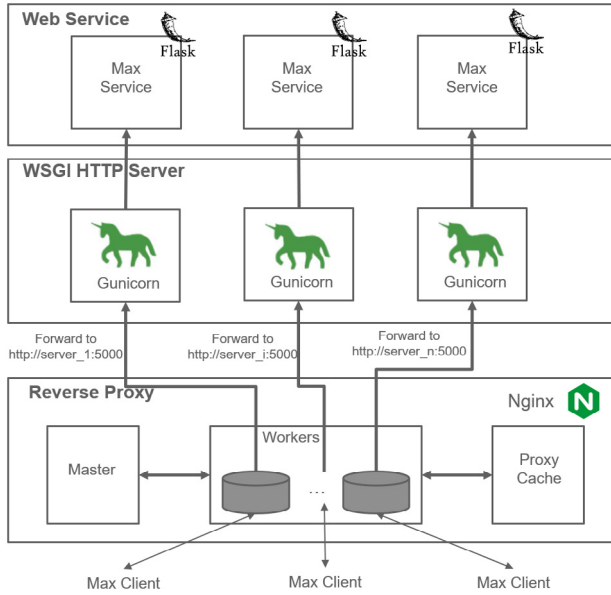 Web Service
Flask
Flask
Flask
Max
Service
Max
Service
Max
Service
WSGI HTTP Server
Gunicorn
Gunicorn
Gunicorn
Forward to
http://server_1:5000
Forward to
http://server_i:5000
Forward to
http://server_n:5000
Reverse Proxy
Nginx
N
Workers
Master
...
Proxy
Cache
Max Client
Max Client
Max Client